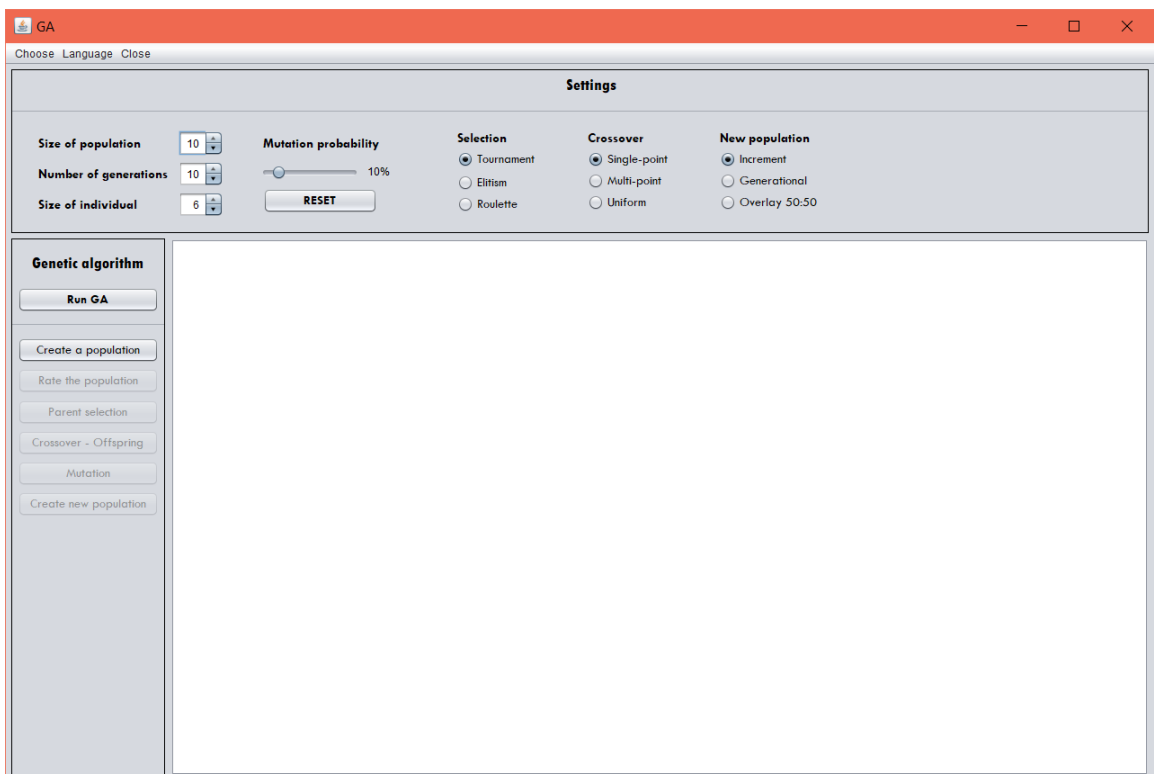 GA
Choose Language Close
Settings
Size of population 10
Number of generations 10
Size of individual 6
Mutation probability
10%
RESET
Selection
Tournament
Elitism
Roulette
Crossover
Single-point
Multi-point
Uniform
New population
Increment
Generational
Overlay 50:50
Genetic algorithm
Run GA
Create a population
Rate the population
Parent selection
Crossover - Offspring
Mutation
Create new population